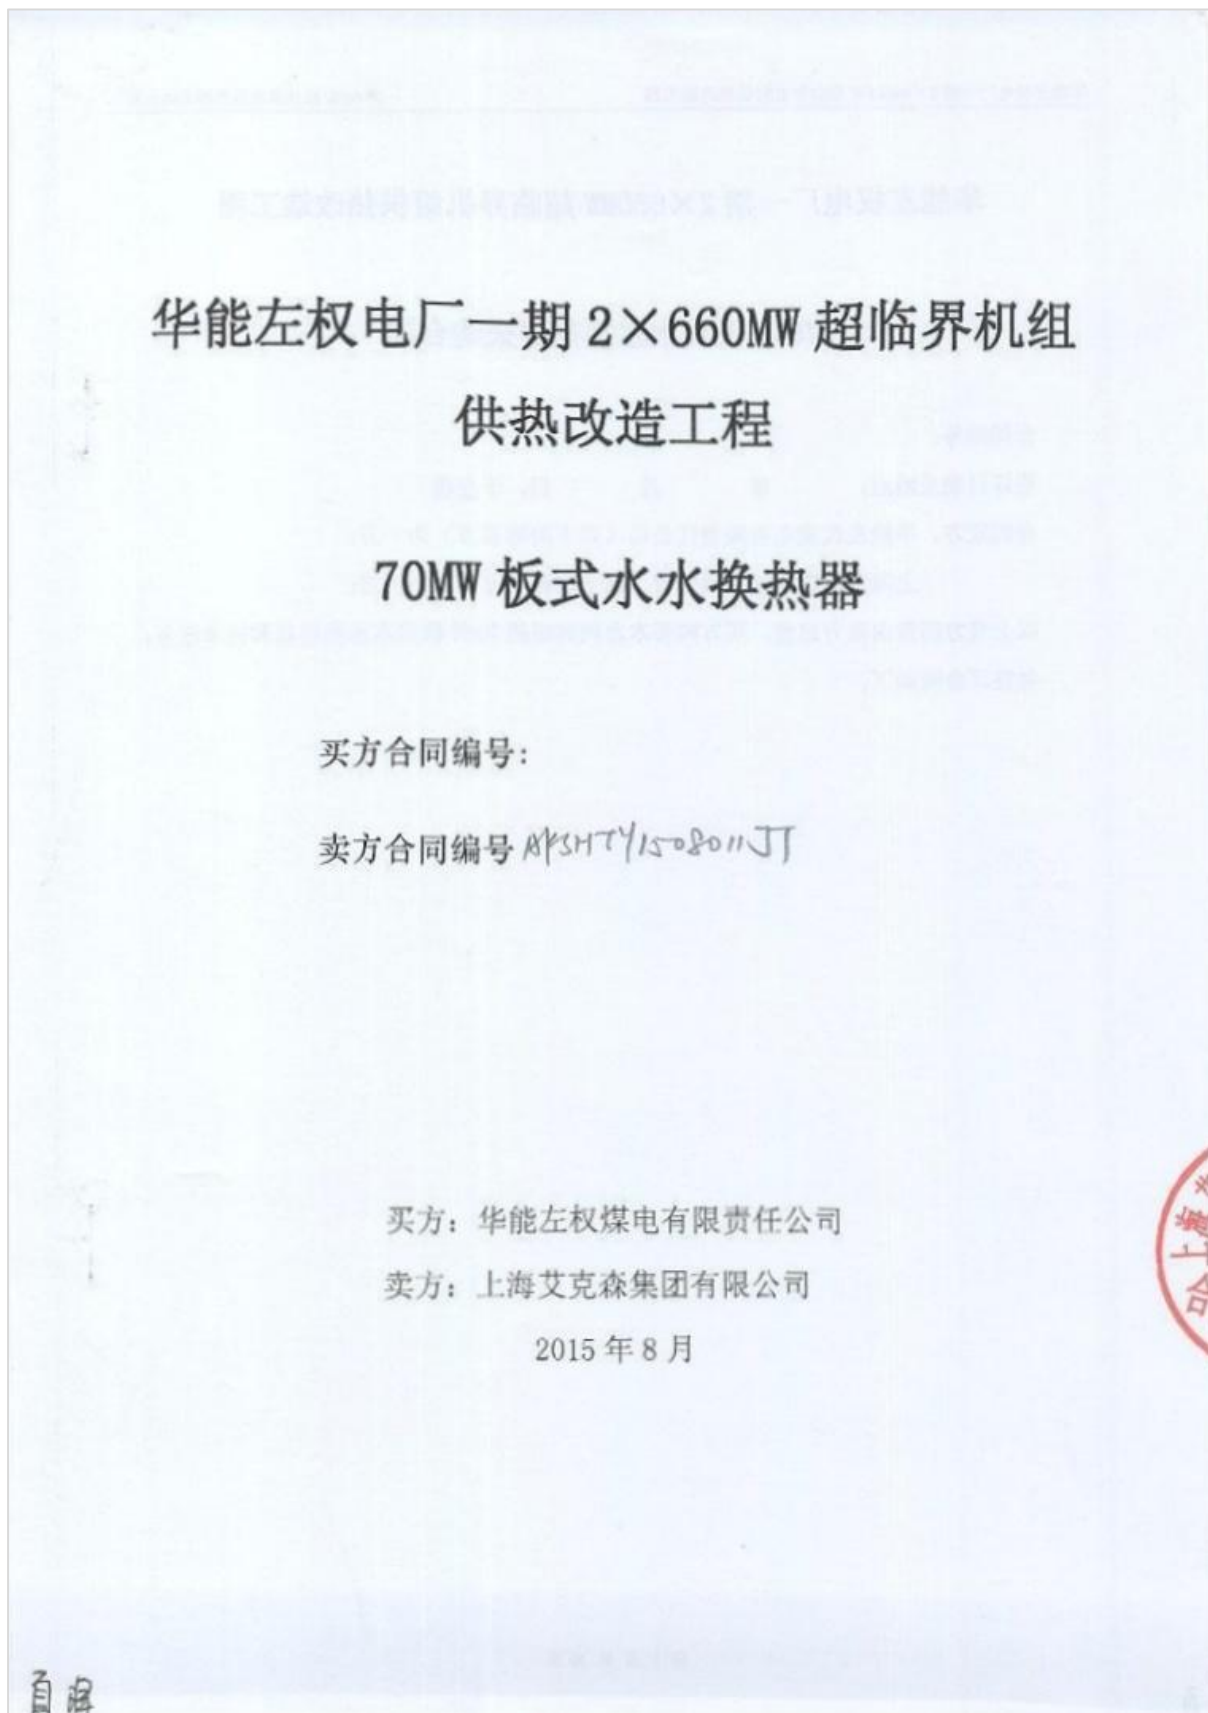 华能左权电厂一期2×660MW超临界机组
供热改造工程
70MW板式水水换热器
买方合同编号:
卖方合同编号 AKSHTY1508011JT
买方：华能左权煤电有限责任公司
卖方：上海艾克森集团有限公司
2015年8月
上海